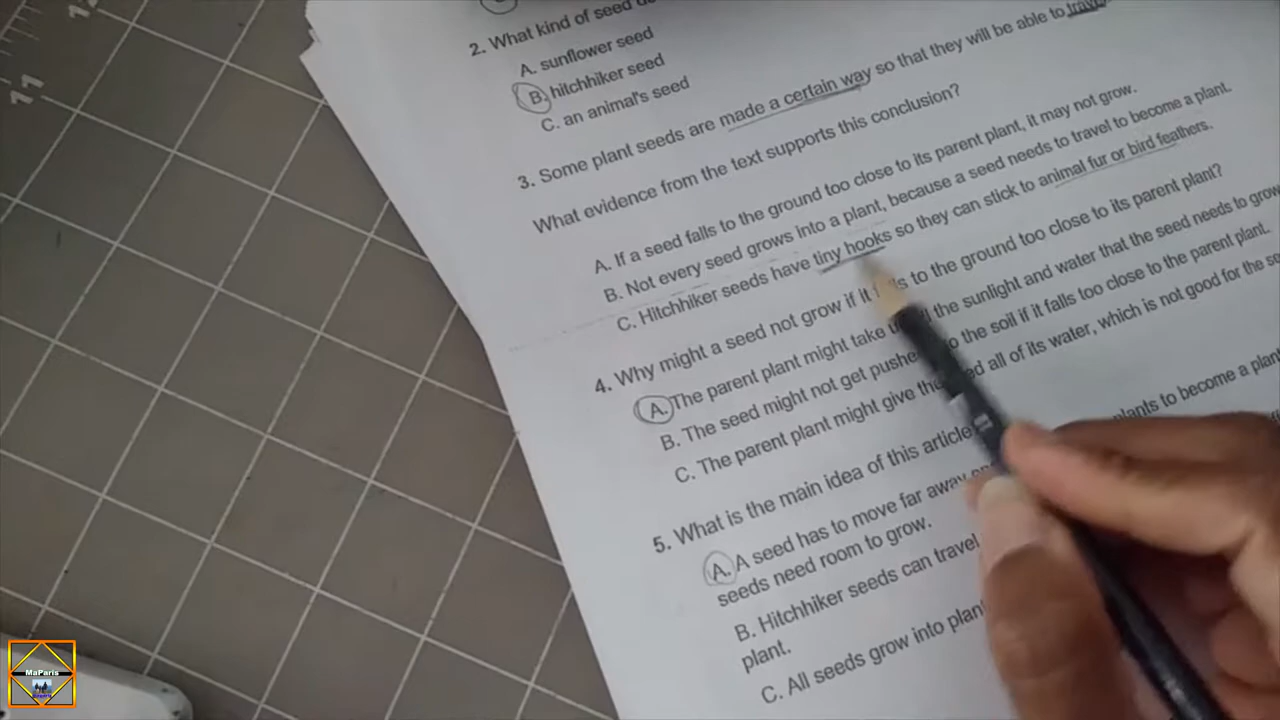 11
2. What kind of seed
A. sunflower seed
B. hitchhiker seed
C. an animal's seed
3. Some plant seeds are made a certain way so that they will be able to
What evidence from the text supports this conclusion?
A. If a seed falls to the ground too close to its parent plant, it may not grow.
B. Not every seed grows into a plant, because a seed needs to travel to become a plant.
C. Hitchhiker seeds have tiny hooks so they can stick to animal fur or bird feathers.
4. Why might a seed not grow if it falls to the ground too close to its parent plant?
A. The parent plant might take the sunlight and water that the seed needs to grow
B. The seed might not get pushed the soil if it falls too close to the parent plant.
C. The parent plant might give the all of its water, which is not good for the
5. What is the main idea of this article
plants to become a
A. A seed has to move far away
seeds need room to grow.
B. Hitchhiker seeds can travel
plant.
C. All seeds grow into
MaParis